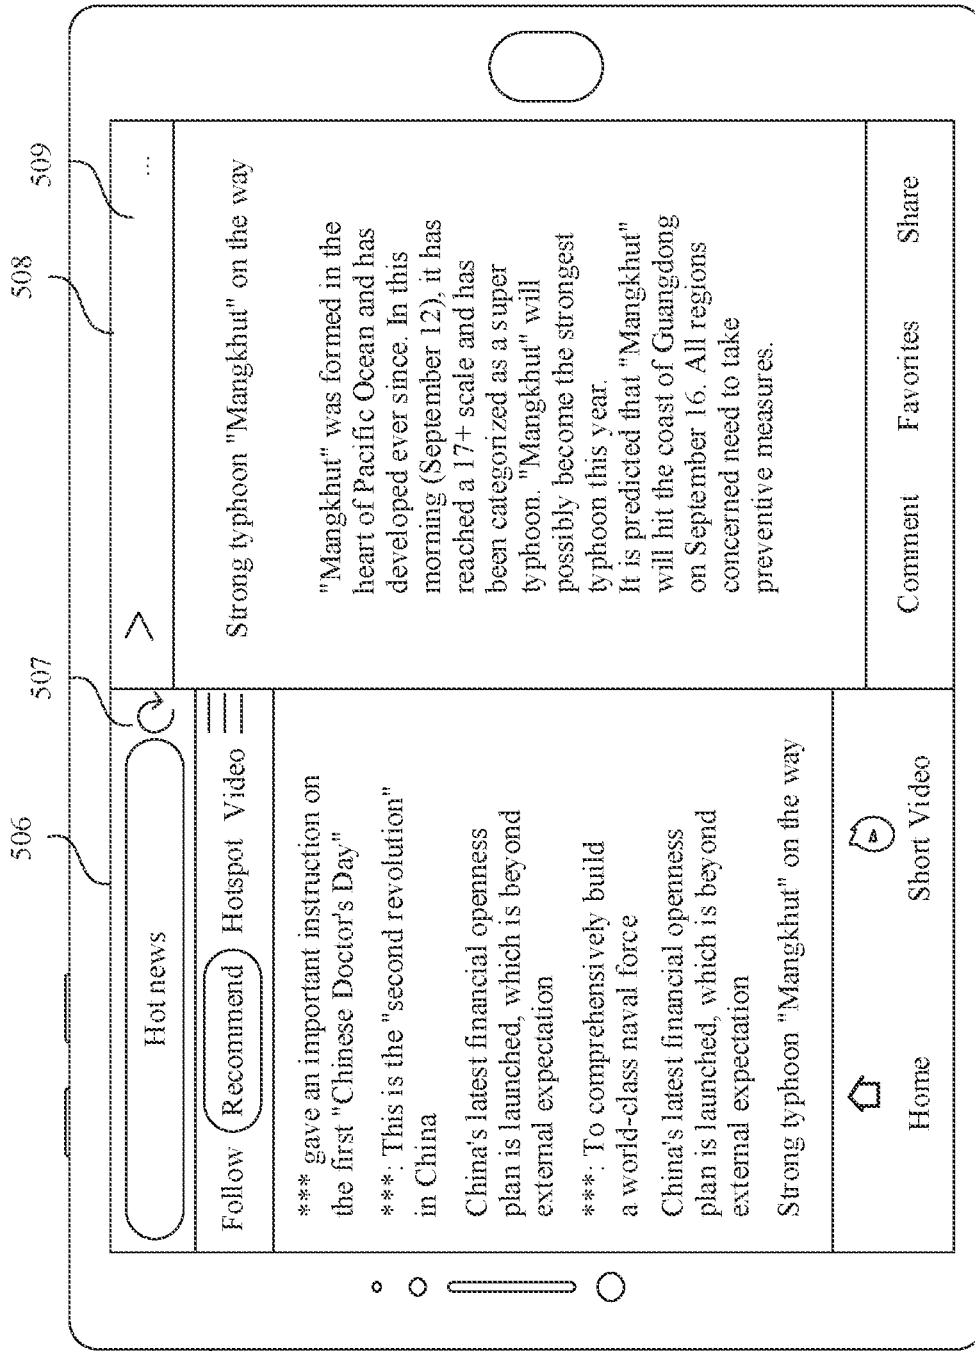 506
507
508
509
Hot news
Follow Recommend Hotspot Video
*** gave an important instruction on
the first "Chinese Doctor's Day"
***: This is the "second revolution"
in China
China's latest financial openness
plan is launched, which is beyond
external expectation
***: To comprehensively build
a world-class naval force
China's latest financial openness
plan is launched, which is beyond
external expectation
Strong typhoon "Mangkhut" on the way
Home Short Video
...
Strong typhoon "Mangkhut" on the way
"Mangkhut" was formed in the
heart of Pacific Ocean and has
developed ever since. In this
morning (September 12), it has
reached a 17+ scale and has
been categorized as a super
typhoon. "Mangkhut" will
possibly become the strongest
typhoon this year.
It is predicted that "Mangkhut"
will hit the coast of Guangdong
on September 16. All regions
concerned need to take
preventive measures.
Comment Favorites Share